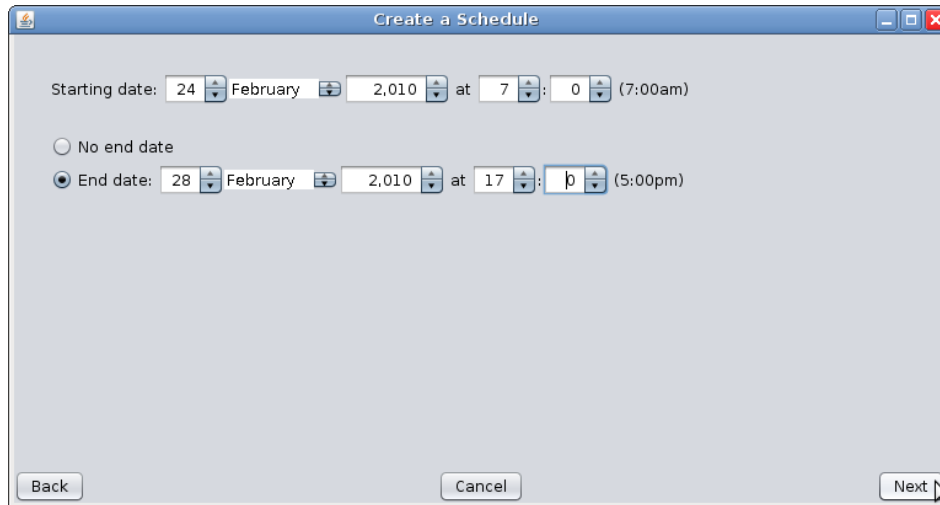 Create a Schedule
Starting date: 24 February 2,010 at 7 : 0 (7:00am)
No end date
End date: 28 February 2,010 at 17 : 0 (5:00pm)
Back Cancel Next